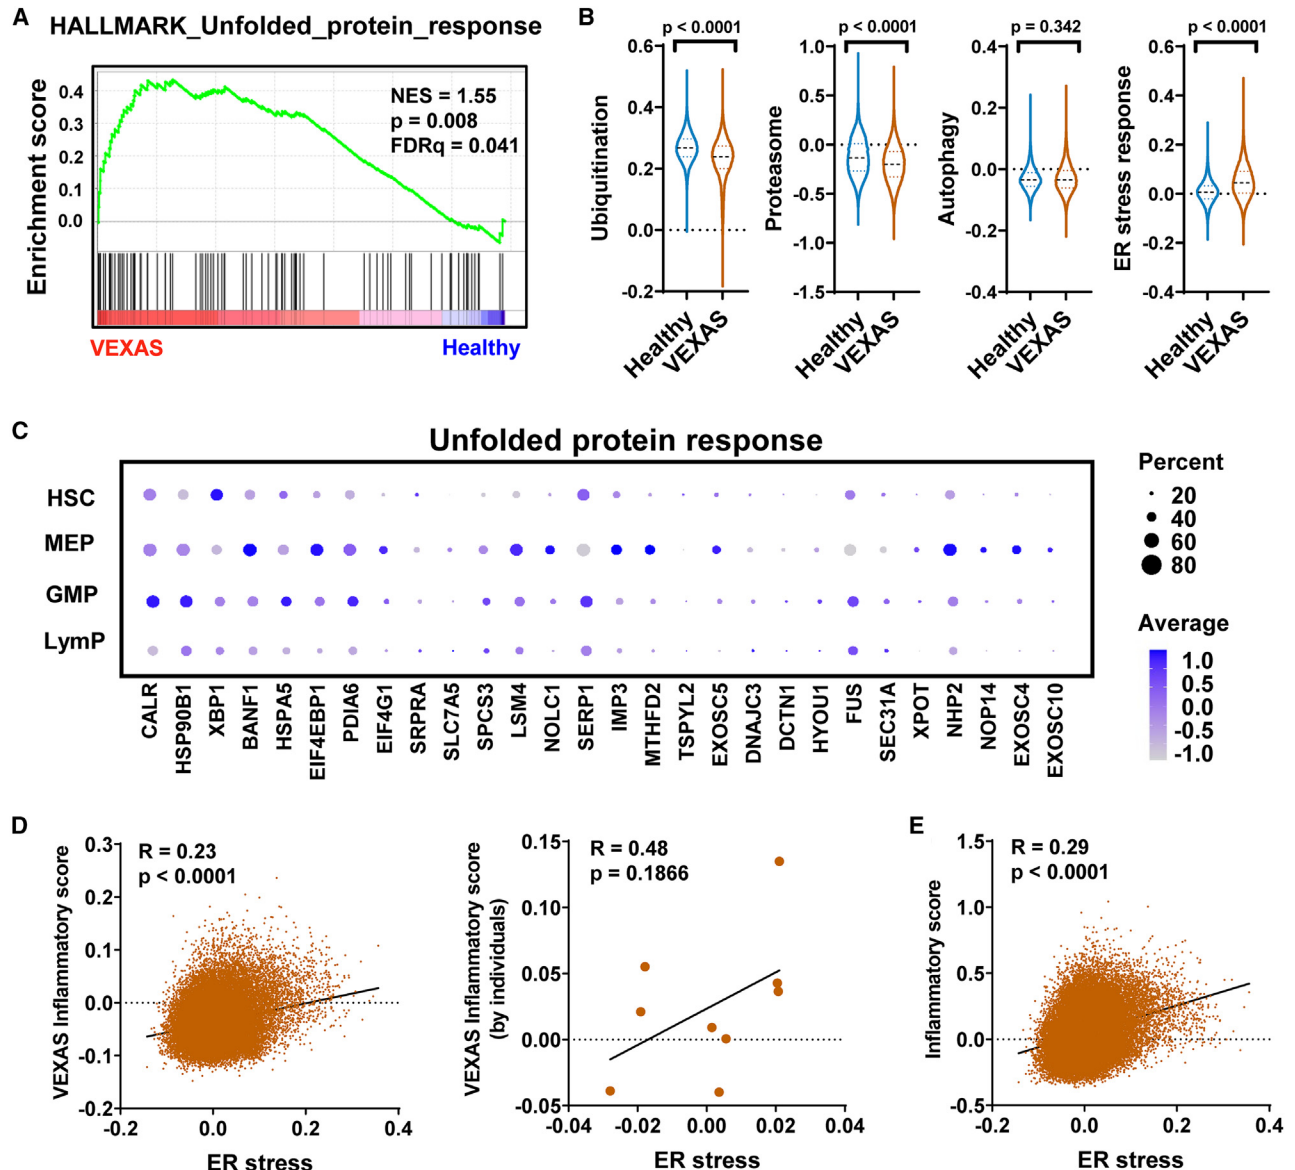 A
HALLMARK_Unfolded_protein_response
Enrichment score
0.4
0.3
0.2
0.1
0.0
NES = 1.55
p = 0.008
FDRq = 0.041
VEXAS
Healthy
B
p < 0.0001
Ubiquitination
0.6
0.4
0.2
0.0
-0.2
Healthy
VEXAS
p < 0.0001
Proteasome
1.0
0.5
0.0
-0.5
-1.0
-1.5
Healthy
VEXAS
p = 0.342
Autophagy
0.4
0.2
0.0
-0.2
-0.4
Healthy
VEXAS
p < 0.0001
ER stress response
0.6
0.4
0.2
0.0
-0.2
-0.4
Healthy
VEXAS
C
Unfolded protein response
HSC
MEP
GMP
LymP
CALR
HSP90B1
XBP1
BANF1
HSPA5
EIF4EBP1
PDIA6
EIF4G1
SRPRA
SLC7A5
SPCS3
LSM4
NOLC1
SERP1
IMP3
MTHFD2
TSPYL2
EXOSC5
DNAJC3
DCTN1
HYOU1
FUS
SEC31A
XPOT
NHP2
NOP14
EXOSC4
EXOSC10
Percent
20
40
60
80
Average
1.0
0.5
-0.0
-0.5
-1.0
D
R = 0.23
p < 0.0001
VEXAS Inflammatory score
0.3
0.2
0.1
0.0
-0.1
-0.2
-0.2
0.0
0.2
0.4
ER stress
R = 0.48
p = 0.1866
VEXAS Inflammatory score
(by individuals)
0.15
0.10
0.05
0.00
-0.05
-0.04
-0.02
0.00
0.02
0.04
ER stress
E
R = 0.29
p < 0.0001
Inflammatory score
1.5
1.0
0.5
0.0
-0.5
-0.2
0.0
0.2
0.4
ER stress